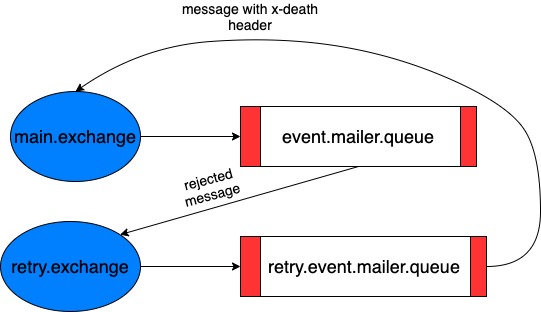 message with x-death
header
main.exchange
event.mailer.queue
rejected
message
retry.exchange
retry.event.mailer.queue